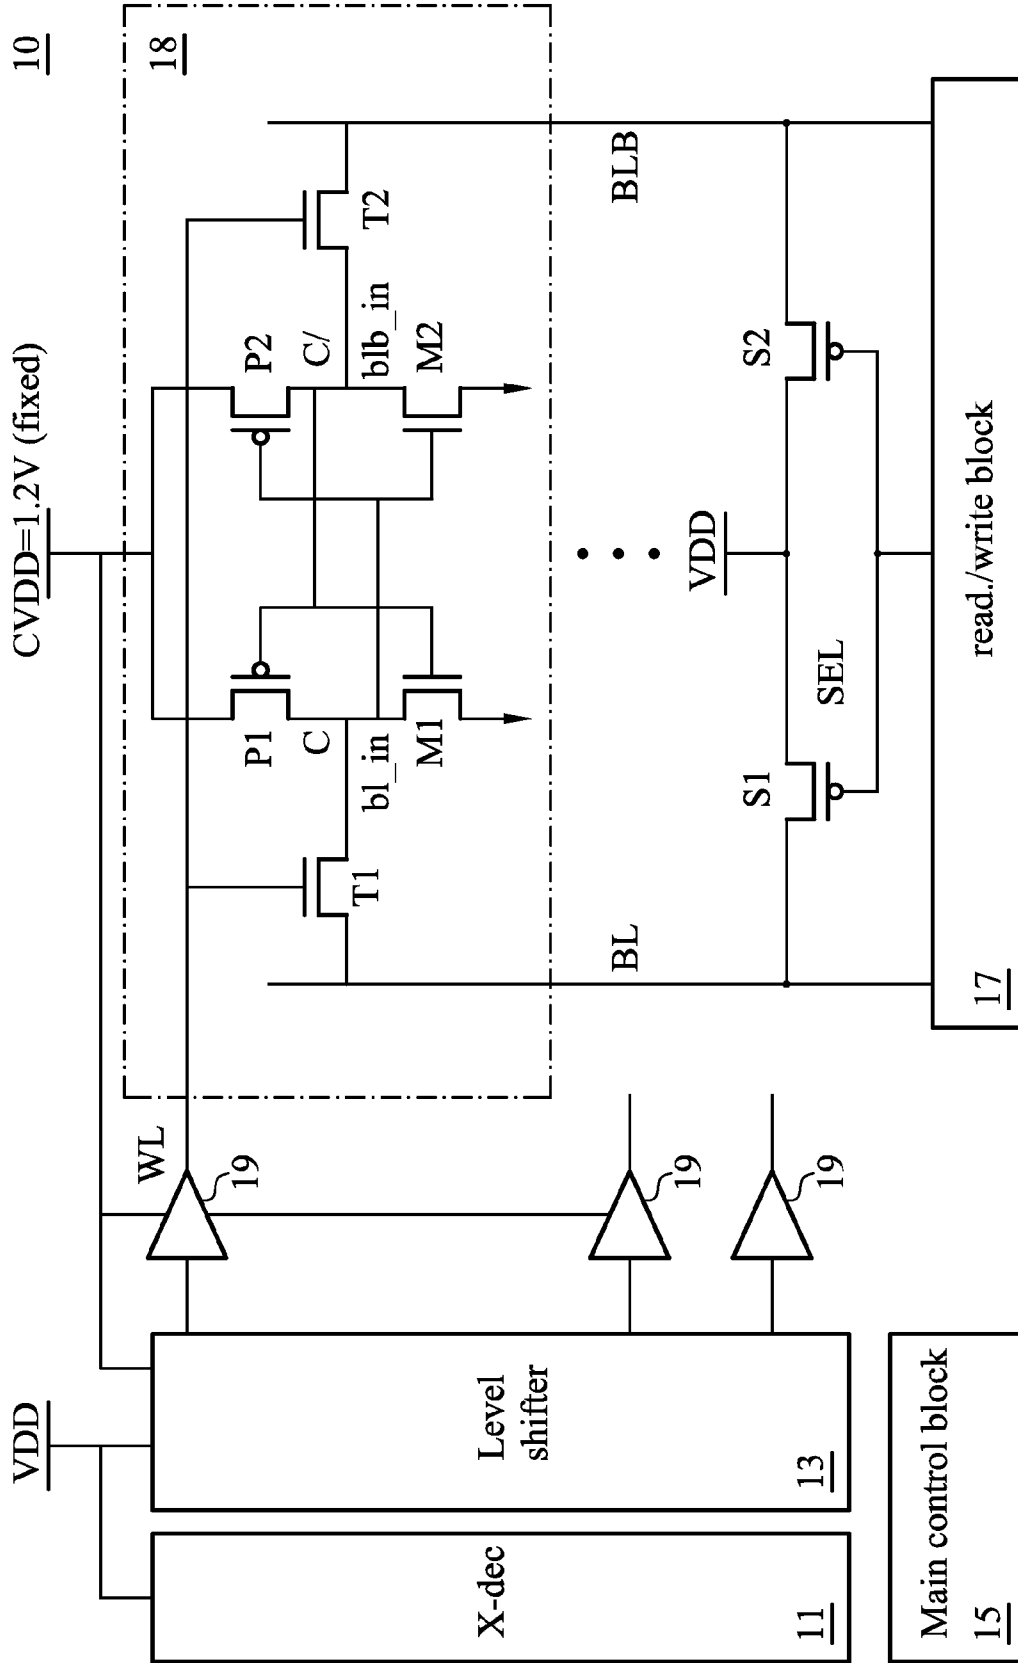 10
CVDD=1.2V (fixed)
VDD
18
WL
19
P1
P2
C
C/
T1
T2
bl_in
blb_in
M1
M2
X-dec
11
Level
shifter
13
19
19
BL
BLB
VDD
SEL
S1
S2
Main control block
15
read./write block
17